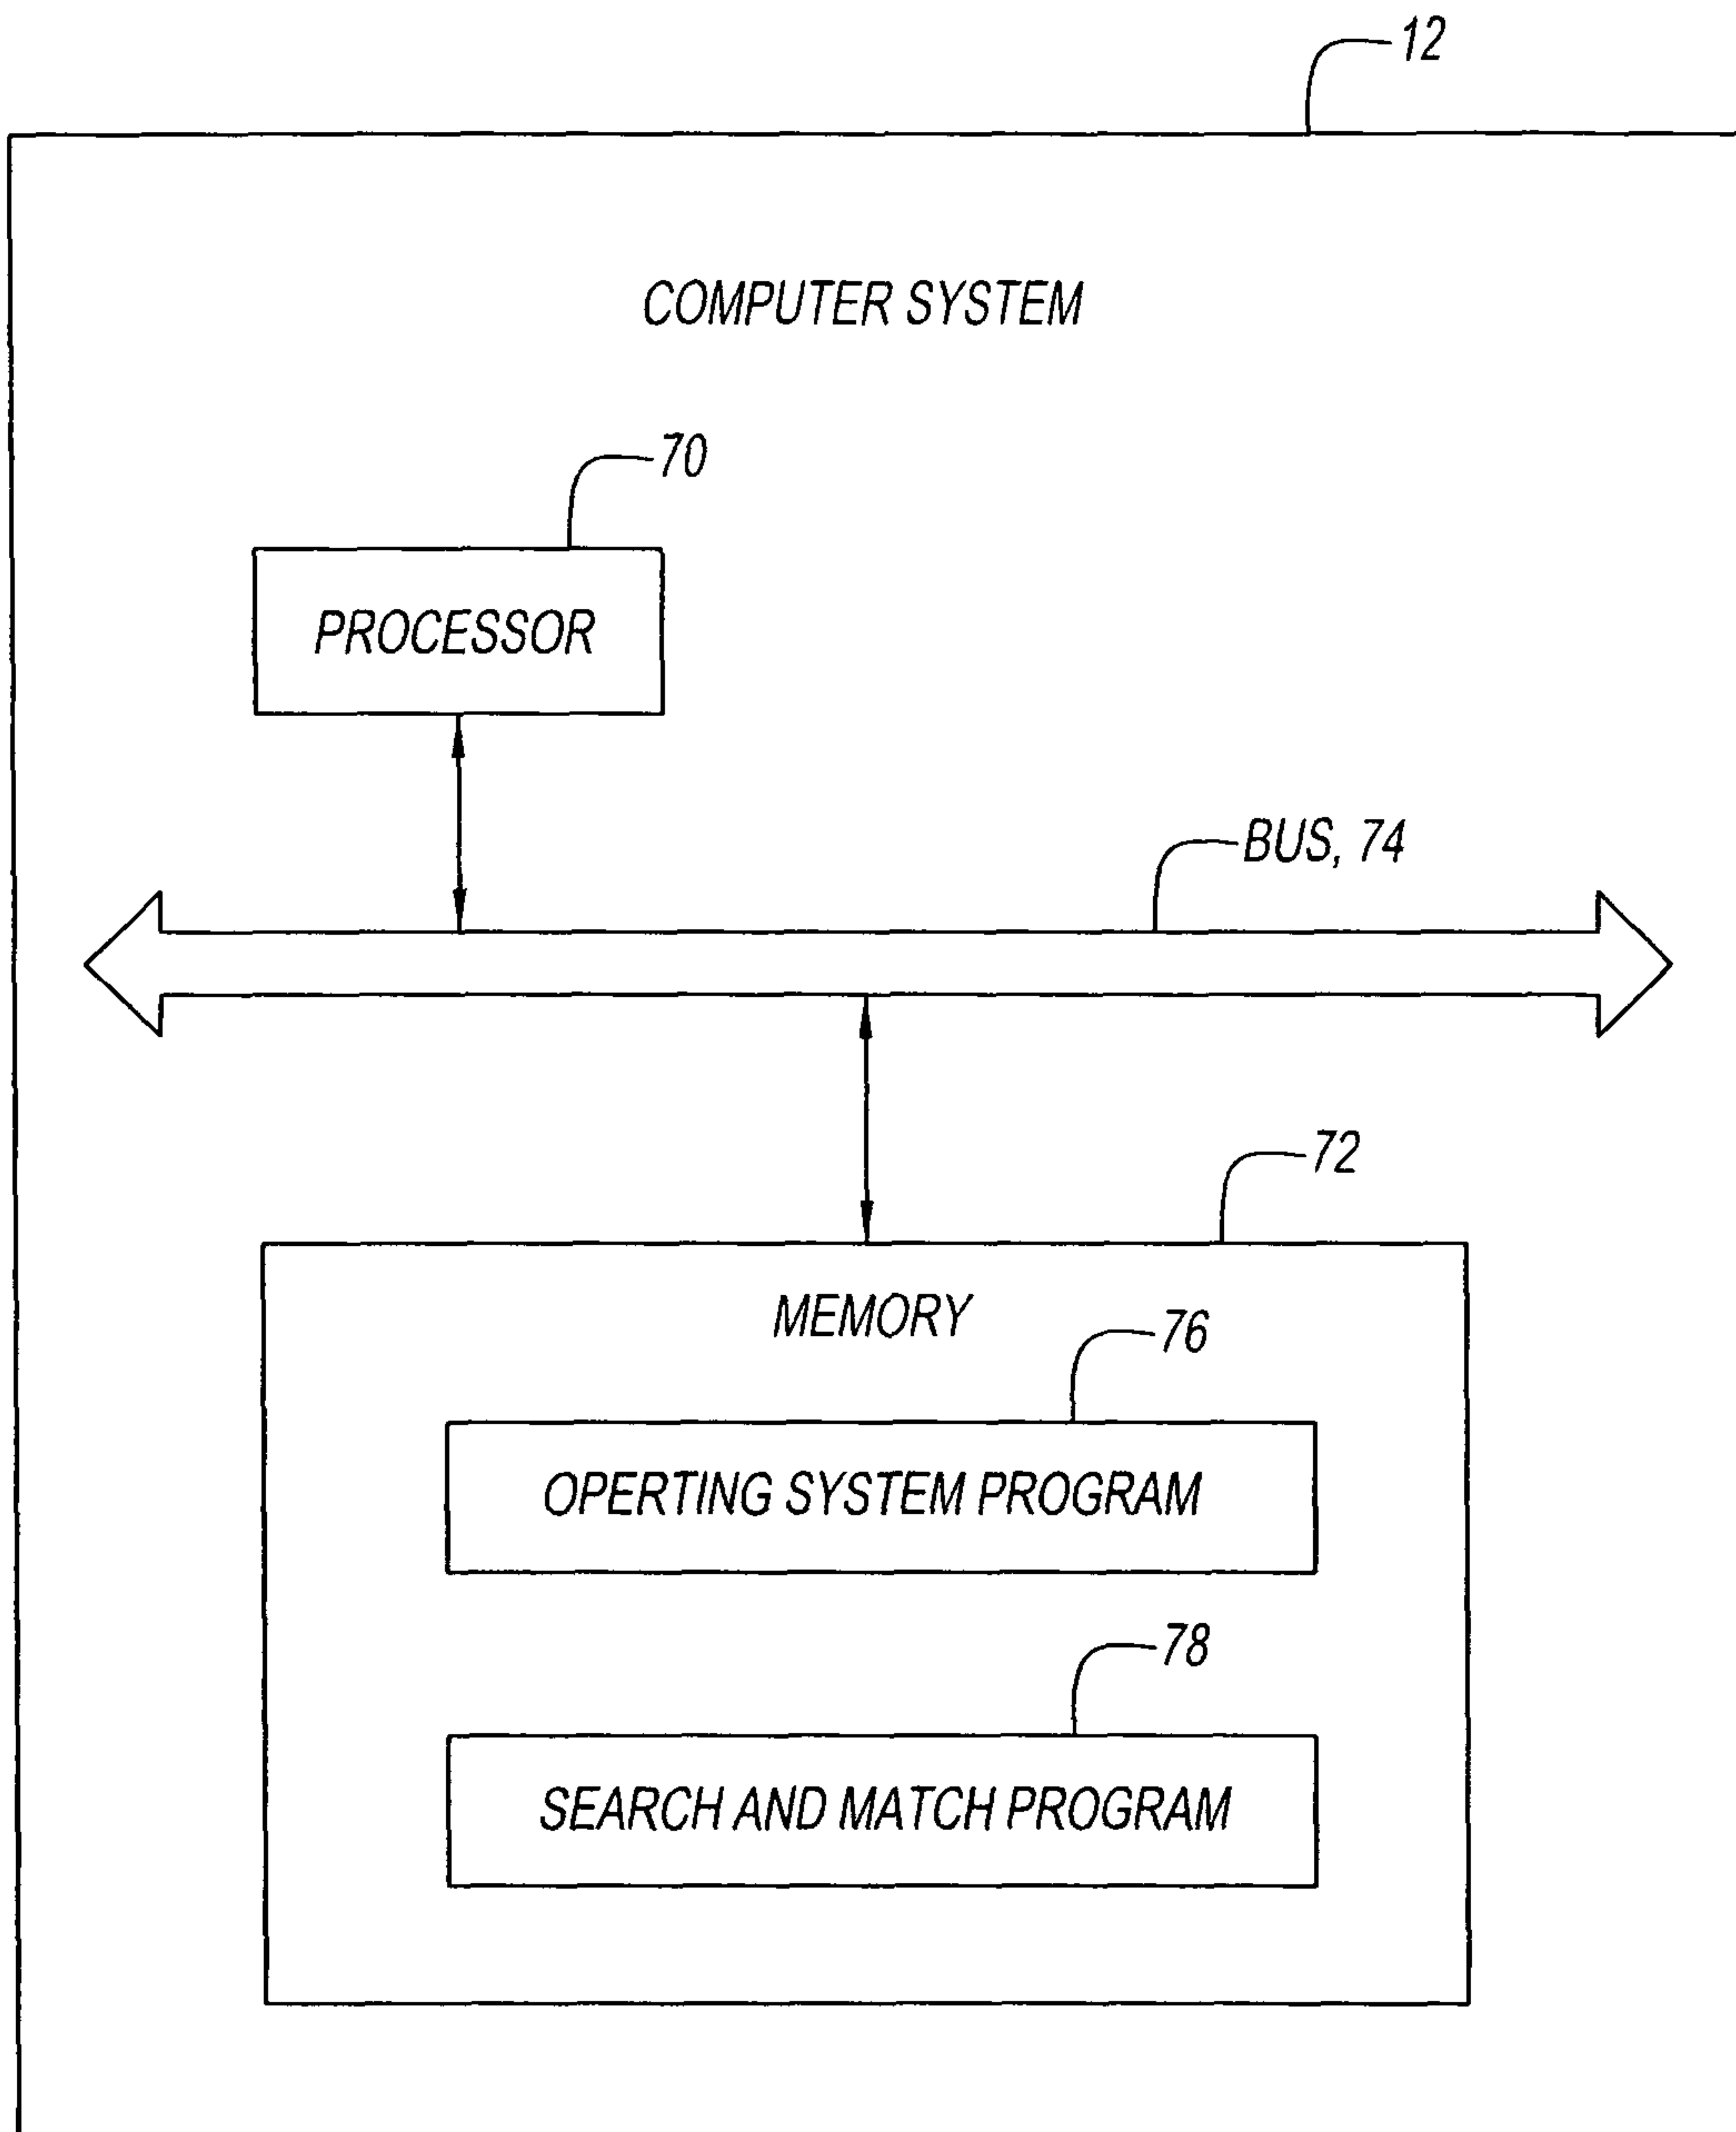 12
COMPUTER SYSTEM
70
PROCESSOR
BUS, 74
72
MEMORY
76
OPERTING SYSTEM PROGRAM
78
SEARCH AND MATCH PROGRAM